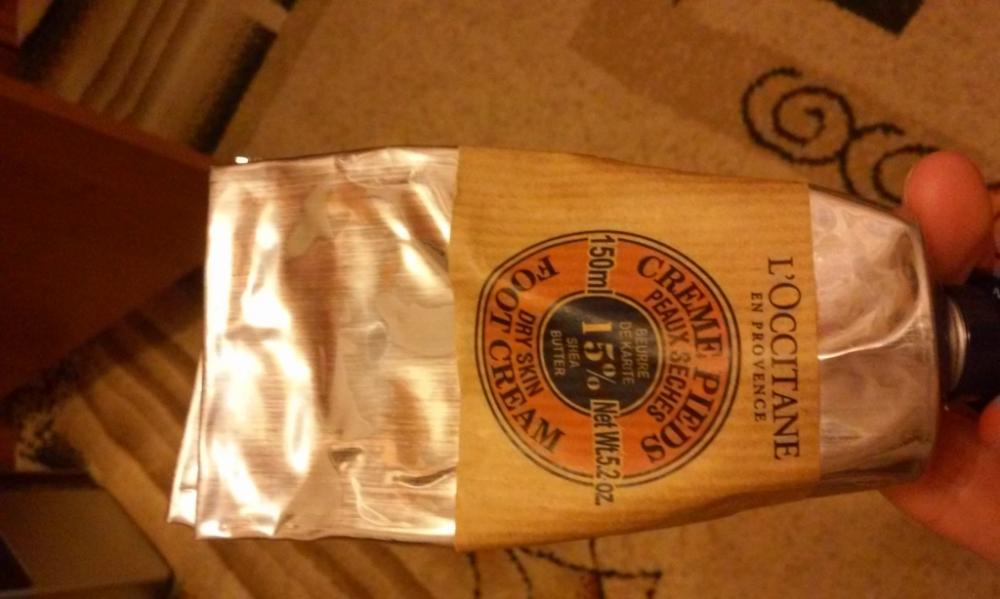 L'OCCITANE
EN PROVENCE
CREME PIEDS
PEAUX SECHES
150ml
BEURRE
DE KARITE
15%
SHEA
BUTTER
Net Wt.5.2 oz.
DRY SKIN
FOOT CREAM